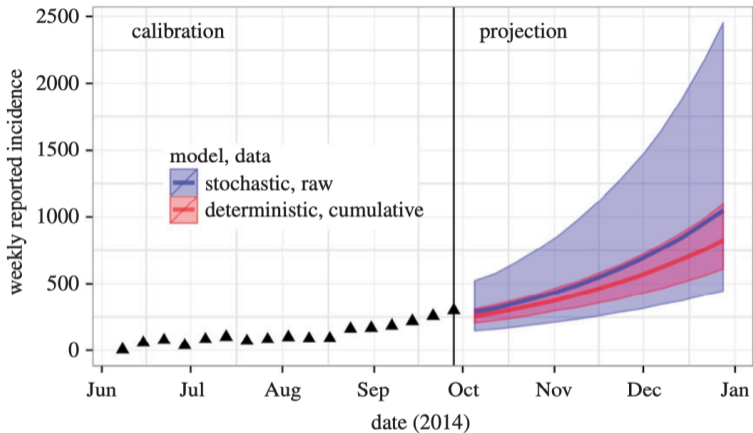 2500
2000
1500
1000
500
0
weekly reported incidence
calibration
projection
model, data
stochastic, raw
deterministic, cumulative
Jun Jul Aug Sep Oct Nov Dec Jan
date (2014)